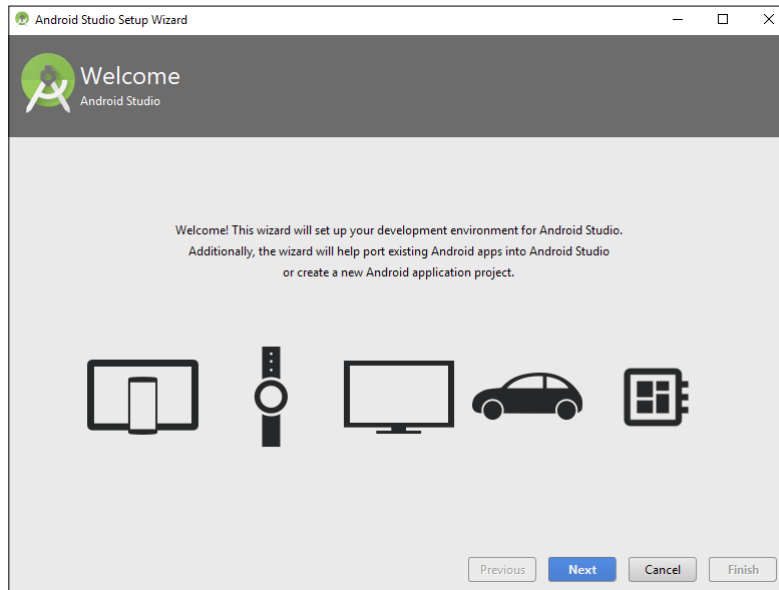 Android Studio Setup Wizard
Welcome
Android Studio
Welcome! This wizard will set up your development environment for Android Studio.
Additionally, the wizard will help port existing Android apps into Android Studio
or create a new Android application project.
Previous Next Cancel Finish